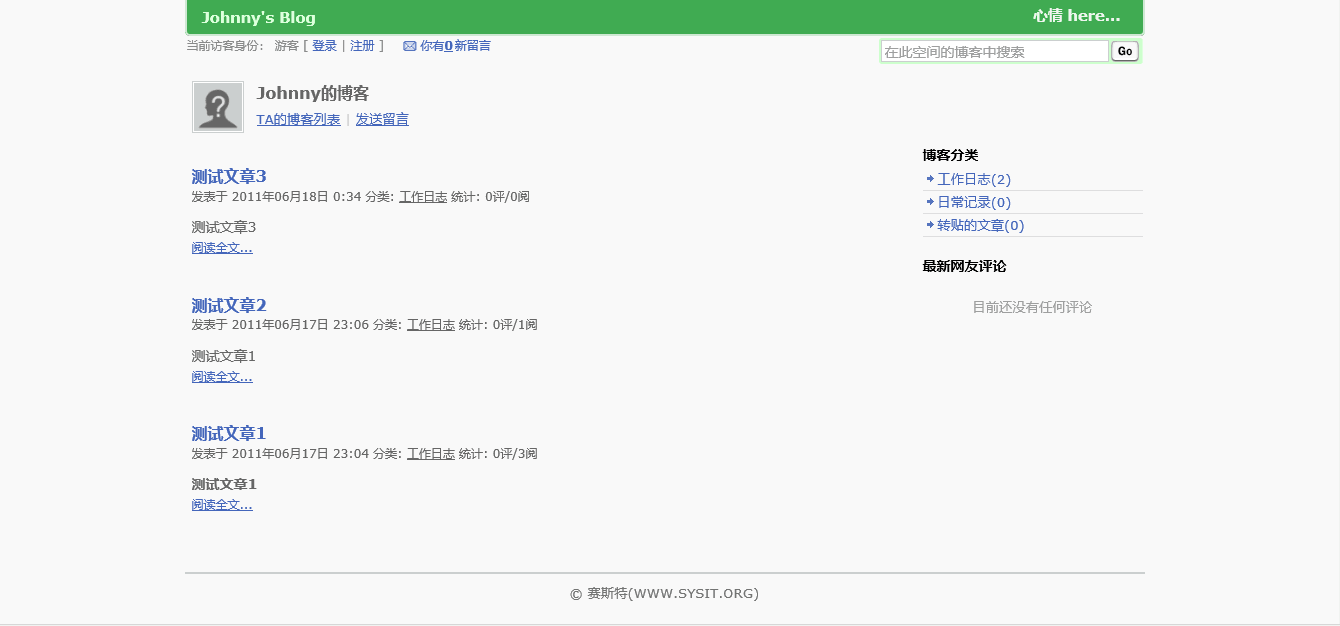 Johnny's Blog
心情 here...
当前访客身份： 游客 [ 登录 | 注册 ] 你有0新留言
在此空间的博客中搜索 Go
Johnny的博客
TA的博客列表 | 发送留言
测试文章3
发表于 2011年06月18日 0:34 分类: 工作日志 统计: 0评/0阅
测试文章3
阅读全文...
测试文章2
发表于 2011年06月17日 23:06 分类: 工作日志 统计: 0评/1阅
测试文章1
阅读全文...
测试文章1
发表于 2011年06月17日 23:04 分类: 工作日志 统计: 0评/3阅
测试文章1
阅读全文...
博客分类
工作日志(2)
日常记录(0)
转贴的文章(0)
最新网友评论
目前还没有任何评论
© 赛斯特(WWW.SYSIT.ORG)